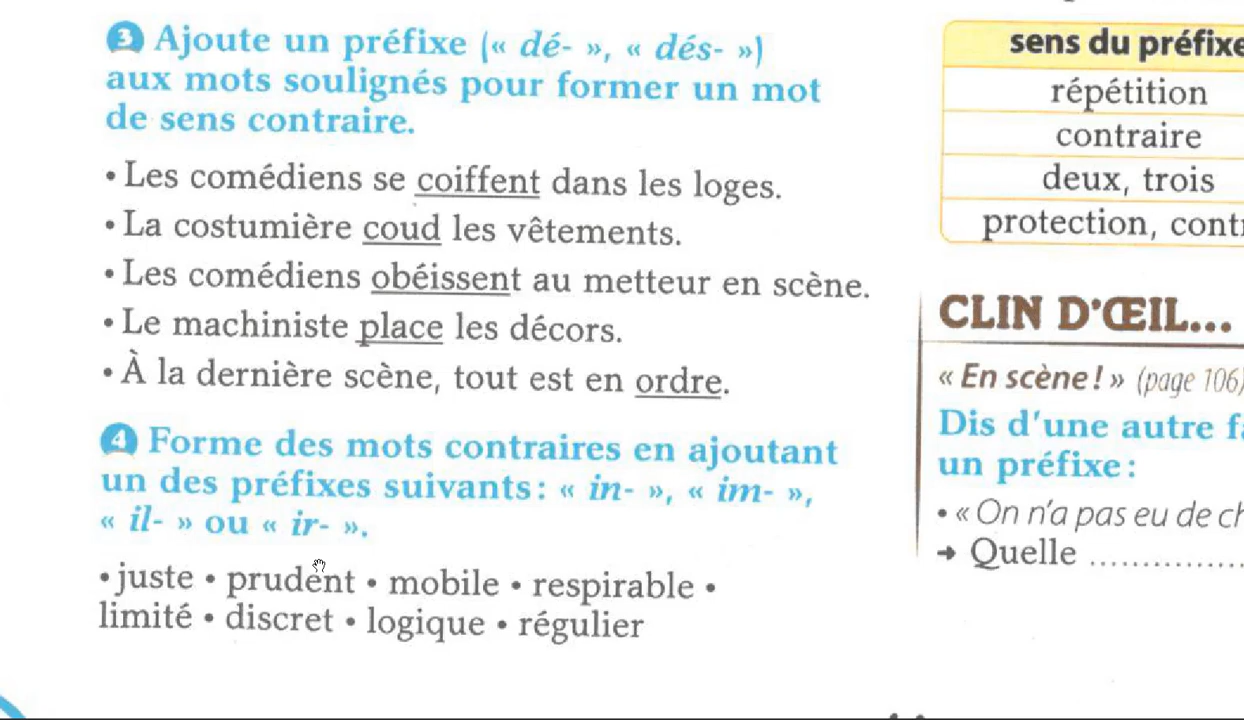 3 Ajoute un préfixe (« dé- », « dés- »)
aux mots soulignés pour former un mot
de sens contraire.
• Les comédiens se coiffent dans les loges.
• La costumière coud les vêtements.
• Les comédiens obéissent au metteur en scène.
• Le machiniste place les décors.
• À la dernière scène, tout est en ordre.
4 Forme des mots contraires en ajoutant
un des préfixes suivants : « in- », « im- »,
« il- » ou « ir- ».
• juste • prudent • mobile • respirable •
limité • discret • logique • régulier
sens du préfixe
répétition
contraire
deux, trois
protection,
CLIN D'ŒIL...
« En scène ! » (page 106)
Dis d'une autre
un préfixe :
• « On n'a pas eu de
➔ Quelle ..............